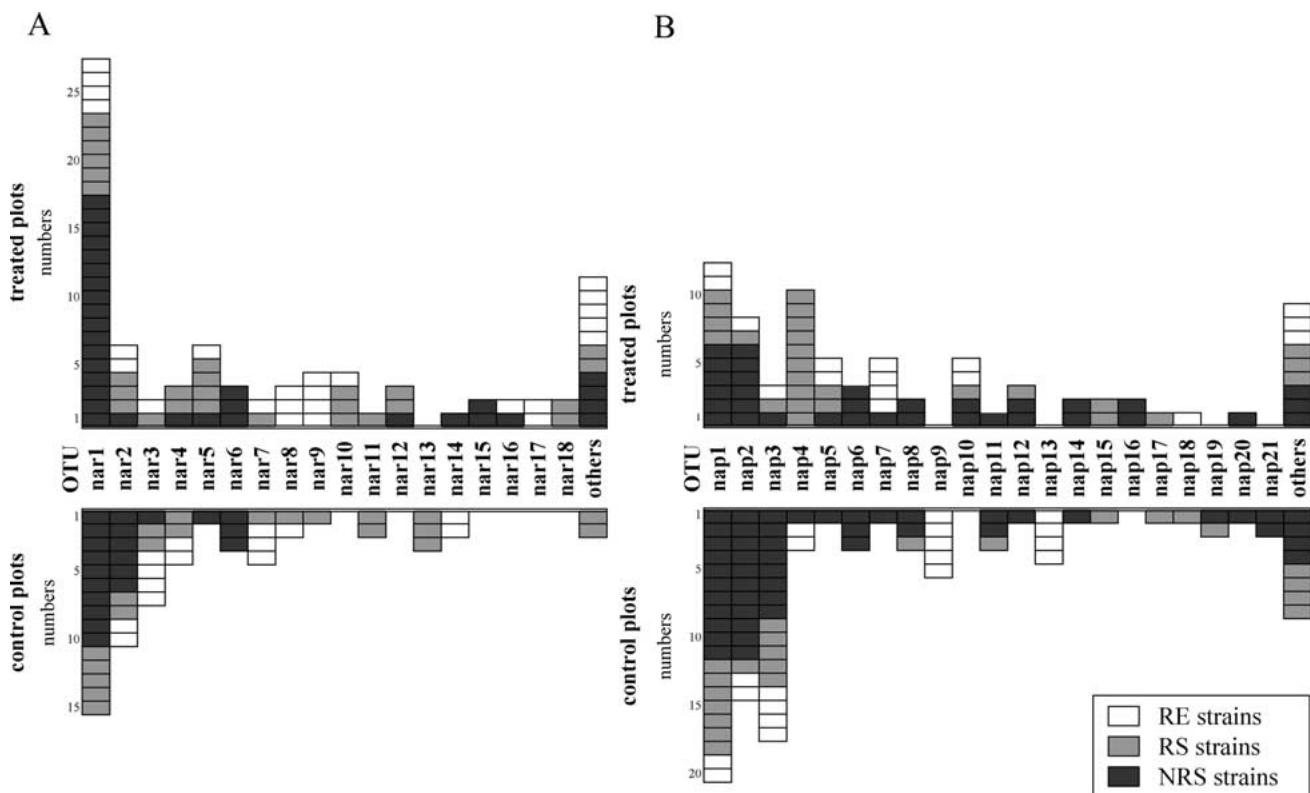 A
25
20
15
10
5
1
treated plots
numbers
OTU
nar1
nar2
nar3
nar4
nar5
nar6
nar7
nar8
nar9
nar10
nar11
nar12
nar13
nar14
nar15
nar16
nar17
nar18
others
1
5
10
15
control plots
numbers
B
10
5
1
treated plots
numbers
OTU
nap1
nap2
nap3
nap4
nap5
nap6
nap7
nap8
nap9
nap10
nap11
nap12
nap13
nap14
nap15
nap16
nap17
nap18
nap19
nap20
nap21
others
1
5
10
15
20
control plots
numbers
RE strains
RS strains
NRS strains